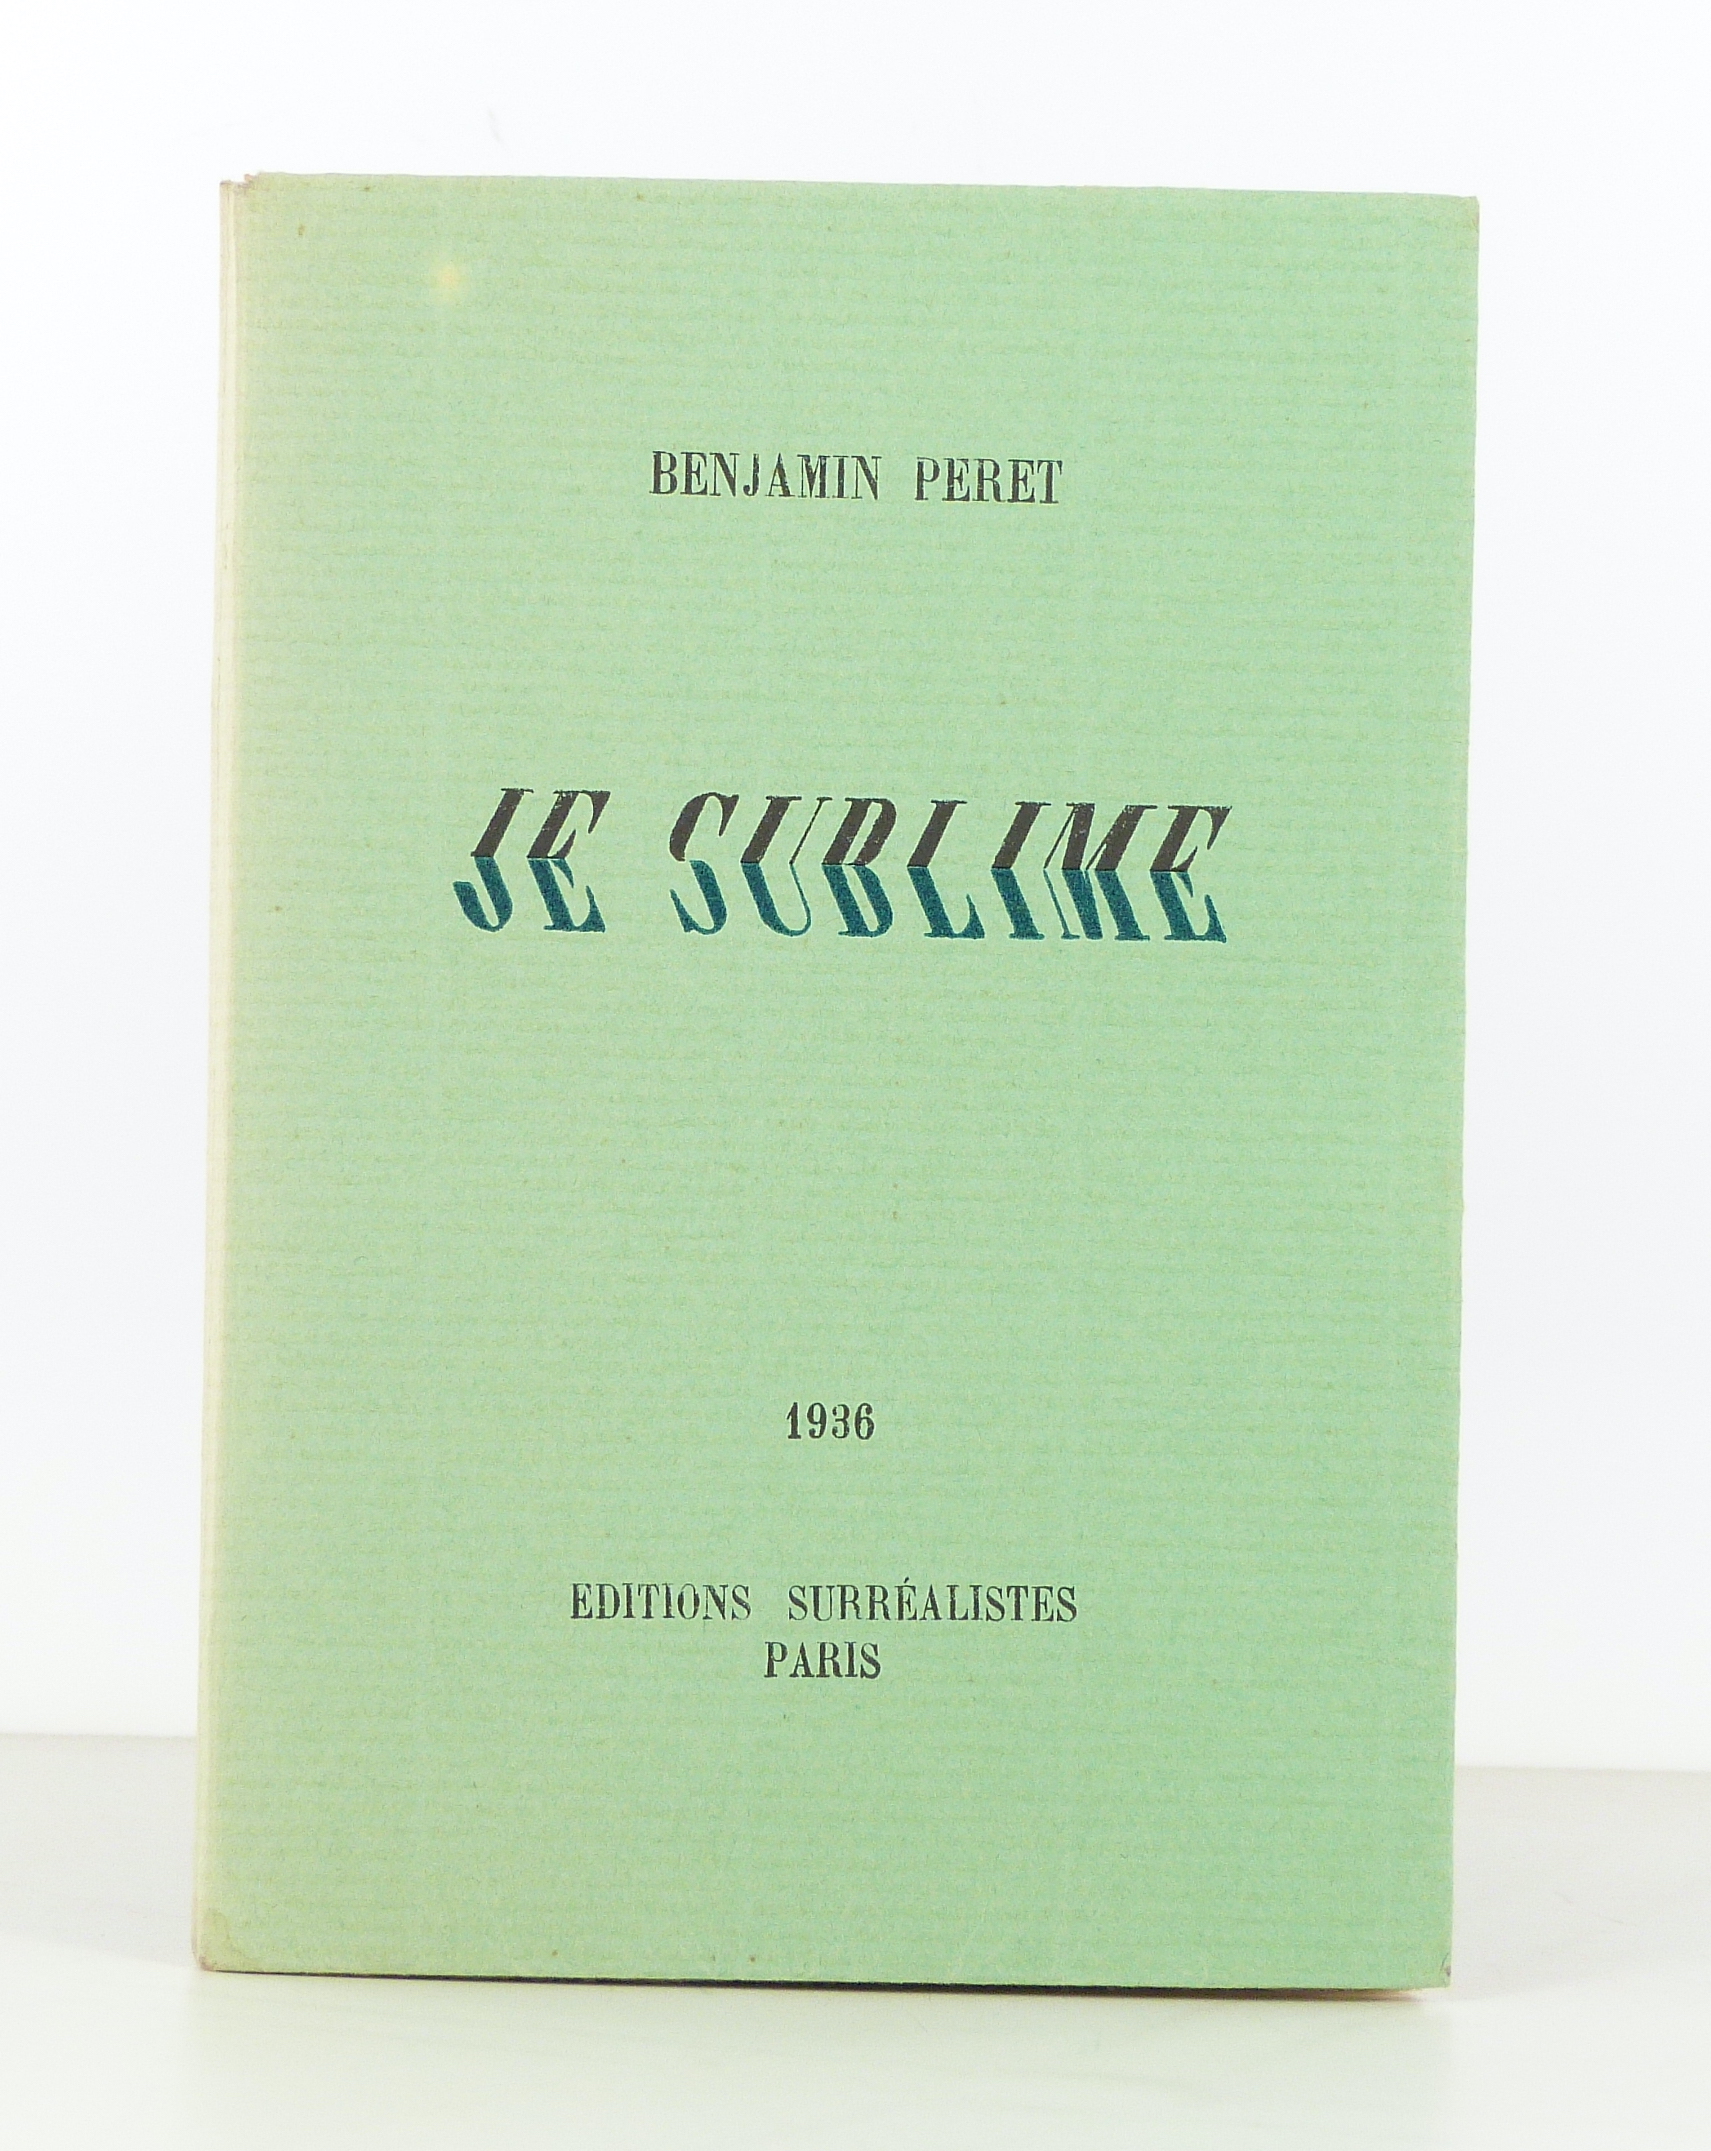 BENJAMIN PERET
JE SUBLIME
1936
EDITIONS SURRÉALISTES
PARIS